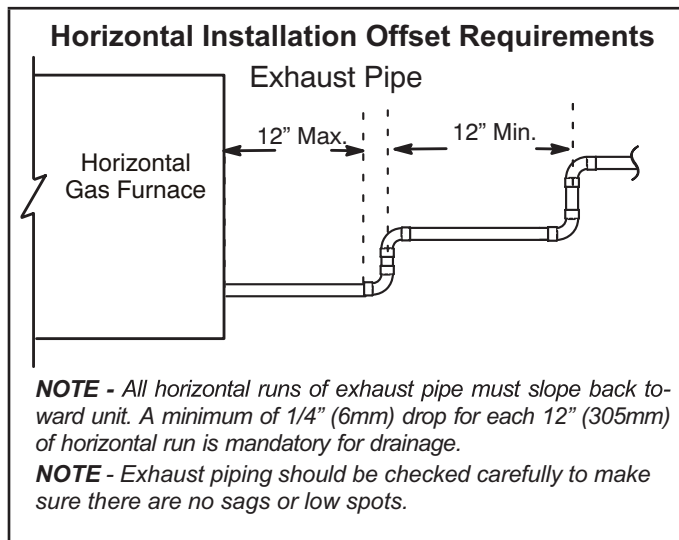 Horizontal Installation Offset Requirements
Exhaust Pipe
12” Max.
12” Min.
Horizontal
Gas Furnace
NOTE - All horizontal runs of exhaust pipe must slope back to-
ward unit. A minimum of 1/4” (6mm) drop for each 12” (305mm)
of horizontal run is mandatory for drainage.
NOTE - Exhaust piping should be checked carefully to make
sure there are no sags or low spots.